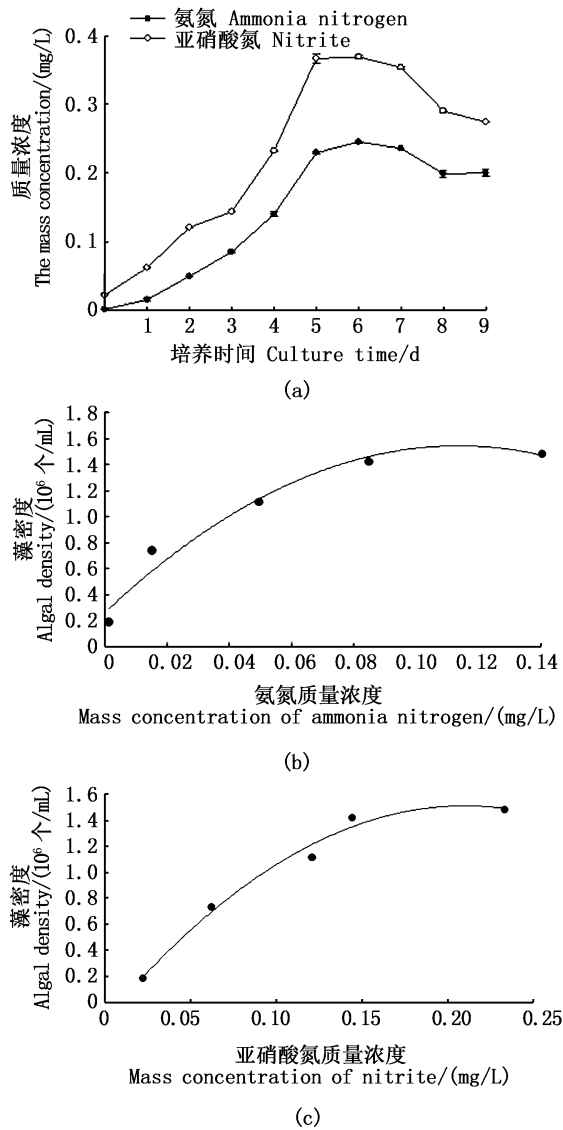 氨氮 Ammonia nitrogen
亚硝酸氮 Nitrite
质量浓度
The mass concentration/(mg/L)
0.4
0.3
0.2
0.1
0
1 2 3 4 5 6 7 8 9
培养时间 Culture time/d
(a)
藻密度
Algal density/(10⁶ 个/mL)
1.8
1.6
1.4
1.2
1.0
0.8
0.6
0.4
0.2
0 0.02 0.04 0.06 0.08 0.10 0.12 0.14
氨氮质量浓度
Mass concentration of ammonia nitrogen/(mg/L)
(b)
藻密度
Algal density/(10⁶ 个/mL)
1.6
1.4
1.2
1.0
0.8
0.6
0.4
0.2
0
0 0.05 0.10 0.15 0.20 0.25
亚硝酸氮质量浓度
Mass concentration of nitrite/(mg/L)
(c)